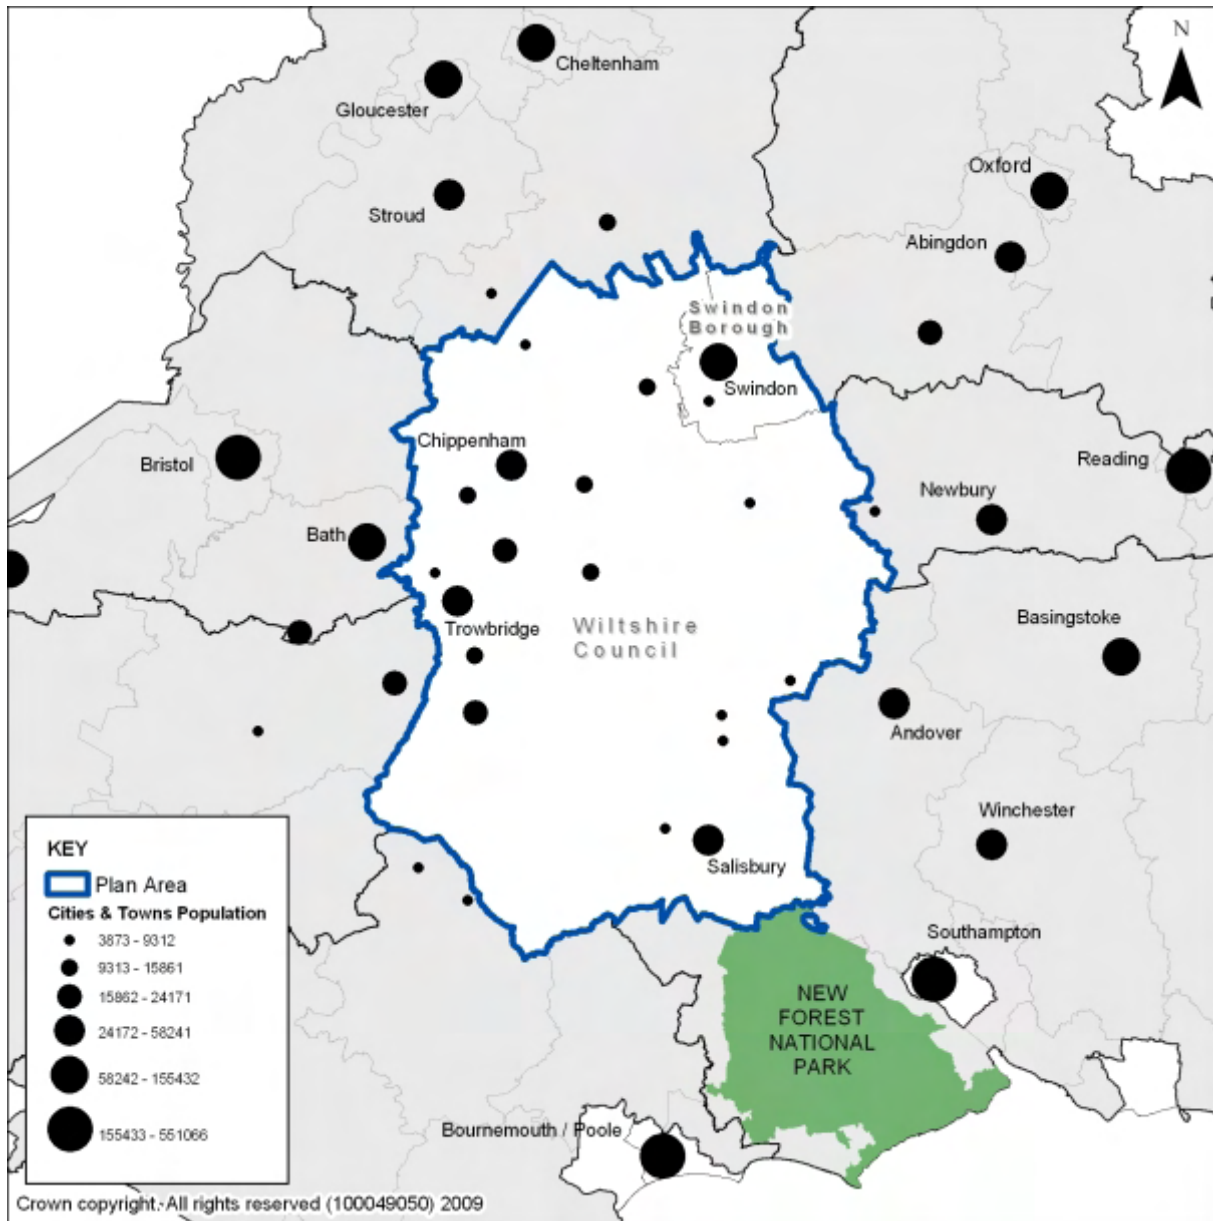 N
Cheltenham
Gloucester
Oxford
Stroud
Abingdon
Swindon
Borough
Swindon
Chippenham
Bristol
Reading
Newbury
Bath
Basingstoke
Trowbridge
Wiltshire
Council
Andover
Winchester
KEY
Plan Area
Cities & Towns Population
3873 - 9312
9313 - 15861
15862 - 24171
24172 - 58241
58242 - 155432
155433 - 551066
Salisbury
Southampton
NEW
FOREST
NATIONAL
PARK
Bournemouth / Poole
Crown copyright. All rights reserved (100049050) 2009